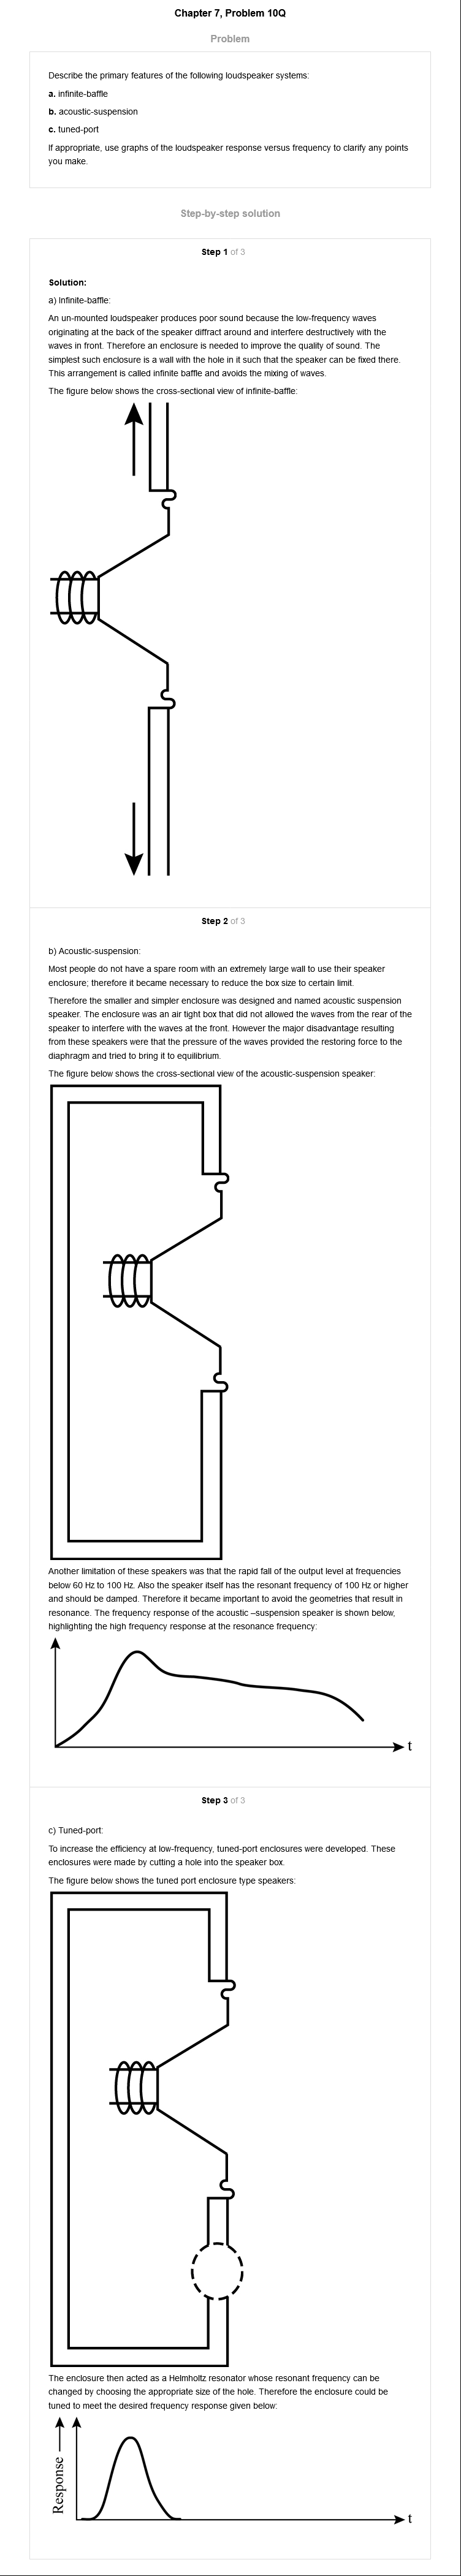 Chapter 7, Problem 10Q
Problem
Describe the primary features of the following loudspeaker systems:
a. infinite-baffle
b. acoustic-suspension
c. tuned-port
If appropriate, use graphs of the loudspeaker response versus frequency to clarify any points
you make.
Step-by-step solution
Step 1 of 3
Solution:
a) Infinite-baffle:
An un-mounted loudspeaker produces poor sound because the low-frequency waves
originating at the back of the speaker diffract around and interfere destructively with the
waves in front. Therefore an enclosure is needed to improve the quality of sound. The
simplest such enclosure is a wall with the hole in it such that the speaker can be fixed there.
This arrangement is called infinite baffle and avoids the mixing of waves.
The figure below shows the cross-sectional view of infinite-baffle:
Step 2 of 3
b) Acoustic-suspension:
Most people do not have a spare room with an extremely large wall to use their speaker
enclosure; therefore it became necessary to reduce the box size to certain limit.
Therefore the smaller and simpler enclosure was designed and named acoustic suspension
speaker. The enclosure was an air tight box that did not allowed the waves from the rear of the
speaker to interfere with the waves at the front. However the major disadvantage resulting
from these speakers were that the pressure of the waves provided the restoring force to the
diaphragm and tried to bring it to equilibrium.
The figure below shows the cross-sectional view of the acoustic-suspension speaker:
Another limitation of these speakers was that the rapid fall of the output level at frequencies
below 60 Hz to 100 Hz. Also the speaker itself has the resonant frequency of 100 Hz or higher
and should be damped. Therefore it became important to avoid the geometries that result in
resonance. The frequency response of the acoustic –suspension speaker is shown below,
highlighting the high frequency response at the resonance frequency:
t
Step 3 of 3
c) Tuned-port:
To increase the efficiency at low-frequency, tuned-port enclosures were developed. These
enclosures were made by cutting a hole into the speaker box.
The figure below shows the tuned port enclosure type speakers:
The enclosure then acted as a Helmholtz resonator whose resonant frequency can be
changed by choosing the appropriate size of the hole. Therefore the enclosure could be
tuned to meet the desired frequency response given below:
Response
t